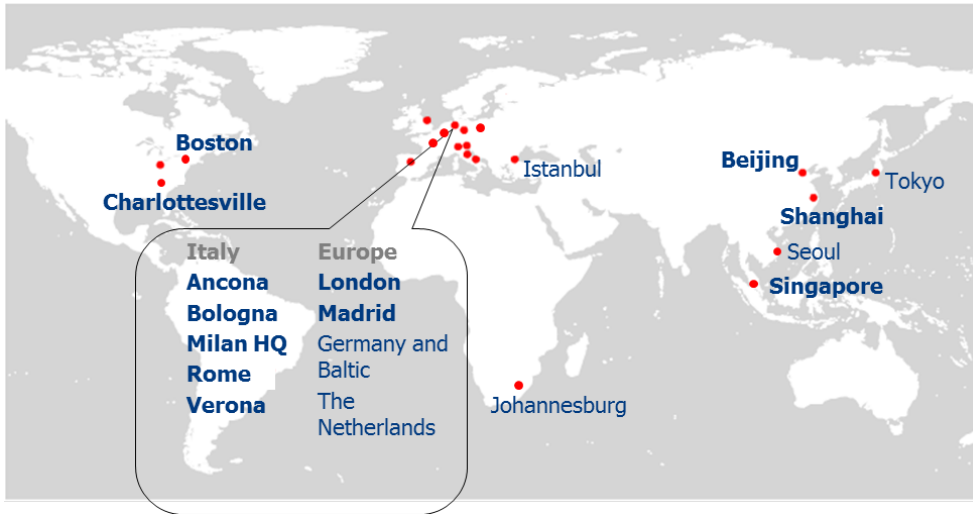 Boston
Charlottesville
Istanbul
Beijing
Tokyo
Shanghai
Seoul
Singapore
Johannesburg
Italy
Ancona
Bologna
Milan HQ
Rome
Verona
Europe
London
Madrid
Germany and
Baltic
The
Netherlands